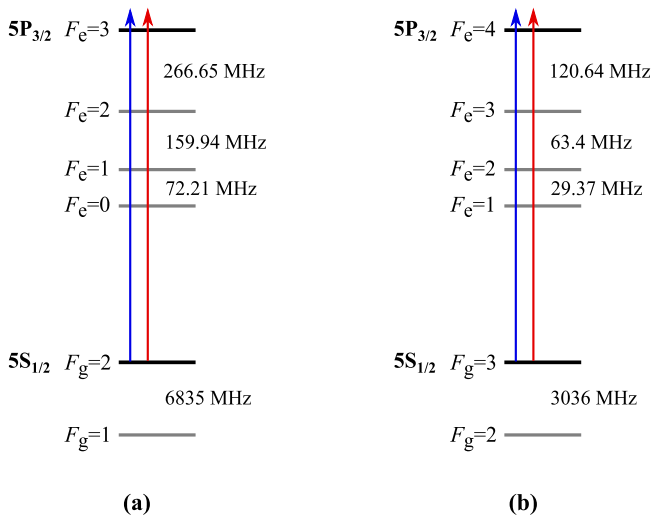 5P3/2 Fe=3
266.65 MHz
Fe=2
159.94 MHz
Fe=1
72.21 MHz
Fe=0
5S1/2 Fg=2
6835 MHz
Fg=1
(a)
5P3/2 Fe=4
120.64 MHz
Fe=3
63.4 MHz
Fe=2
29.37 MHz
Fe=1
5S1/2 Fg=3
3036 MHz
Fg=2
(b)